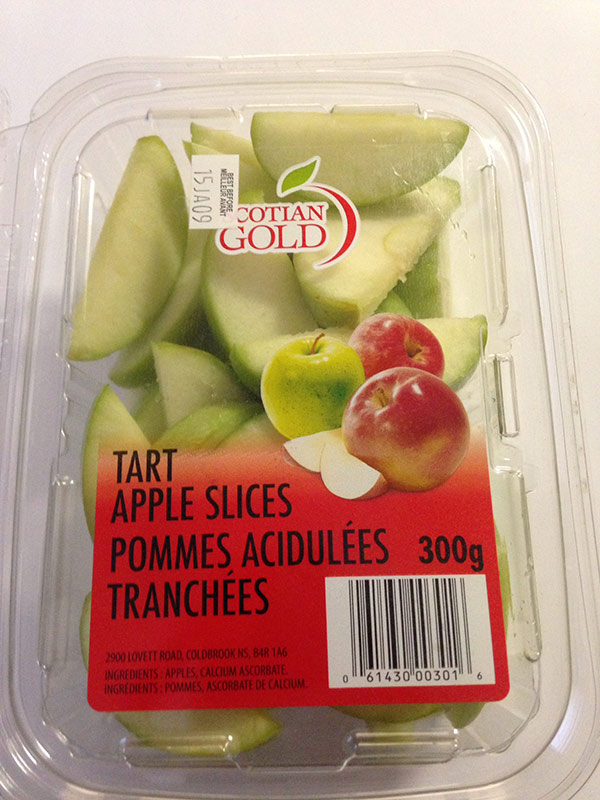 BEST BEFORE
MEILLEUR AVANT
15JA09
COTIAN
GOLD
TART
APPLE SLICES
POMMES ACIDULÉES 300g
TRANCHÉES
2900 LOVETT ROAD, COLDBROOK NS, B4R 1A6
INGREDIENTS : APPLES, CALCIUM ASCORBATE.
INGRÉDIENTS : POMMES, ASCORBATE DE CALCIUM.
0 61430 00301 6